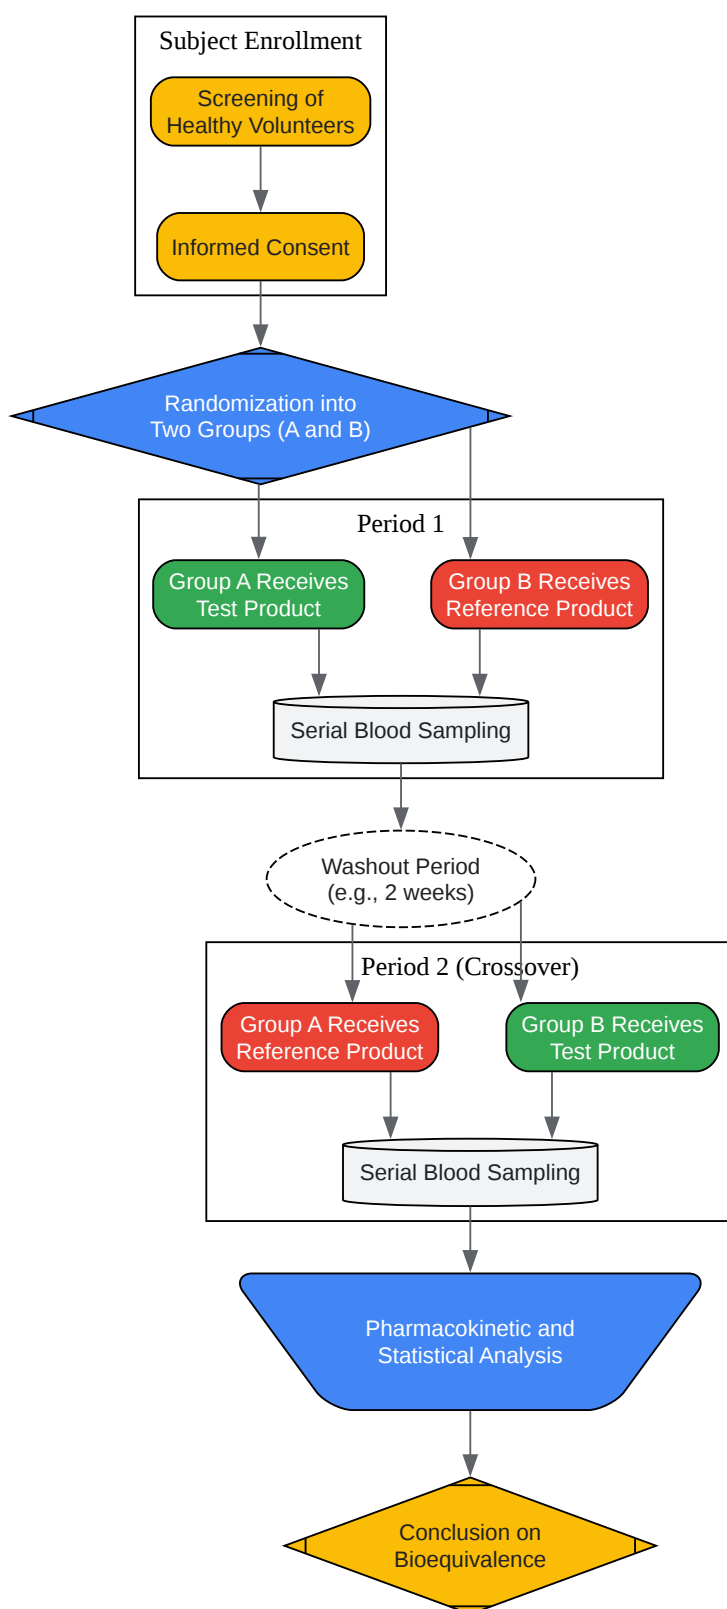 Subject Enrollment
Screening of
Healthy Volunteers
Informed Consent
Randomization into
Two Groups (A and B)
Period 1
Group A Receives
Test Product
Group B Receives
Reference Product
Serial Blood Sampling
Washout Period
(e.g., 2 weeks)
Period 2 (Crossover)
Group A Receives
Reference Product
Group B Receives
Test Product
Serial Blood Sampling
Pharmacokinetic and
Statistical Analysis
Conclusion on
Bioequivalence